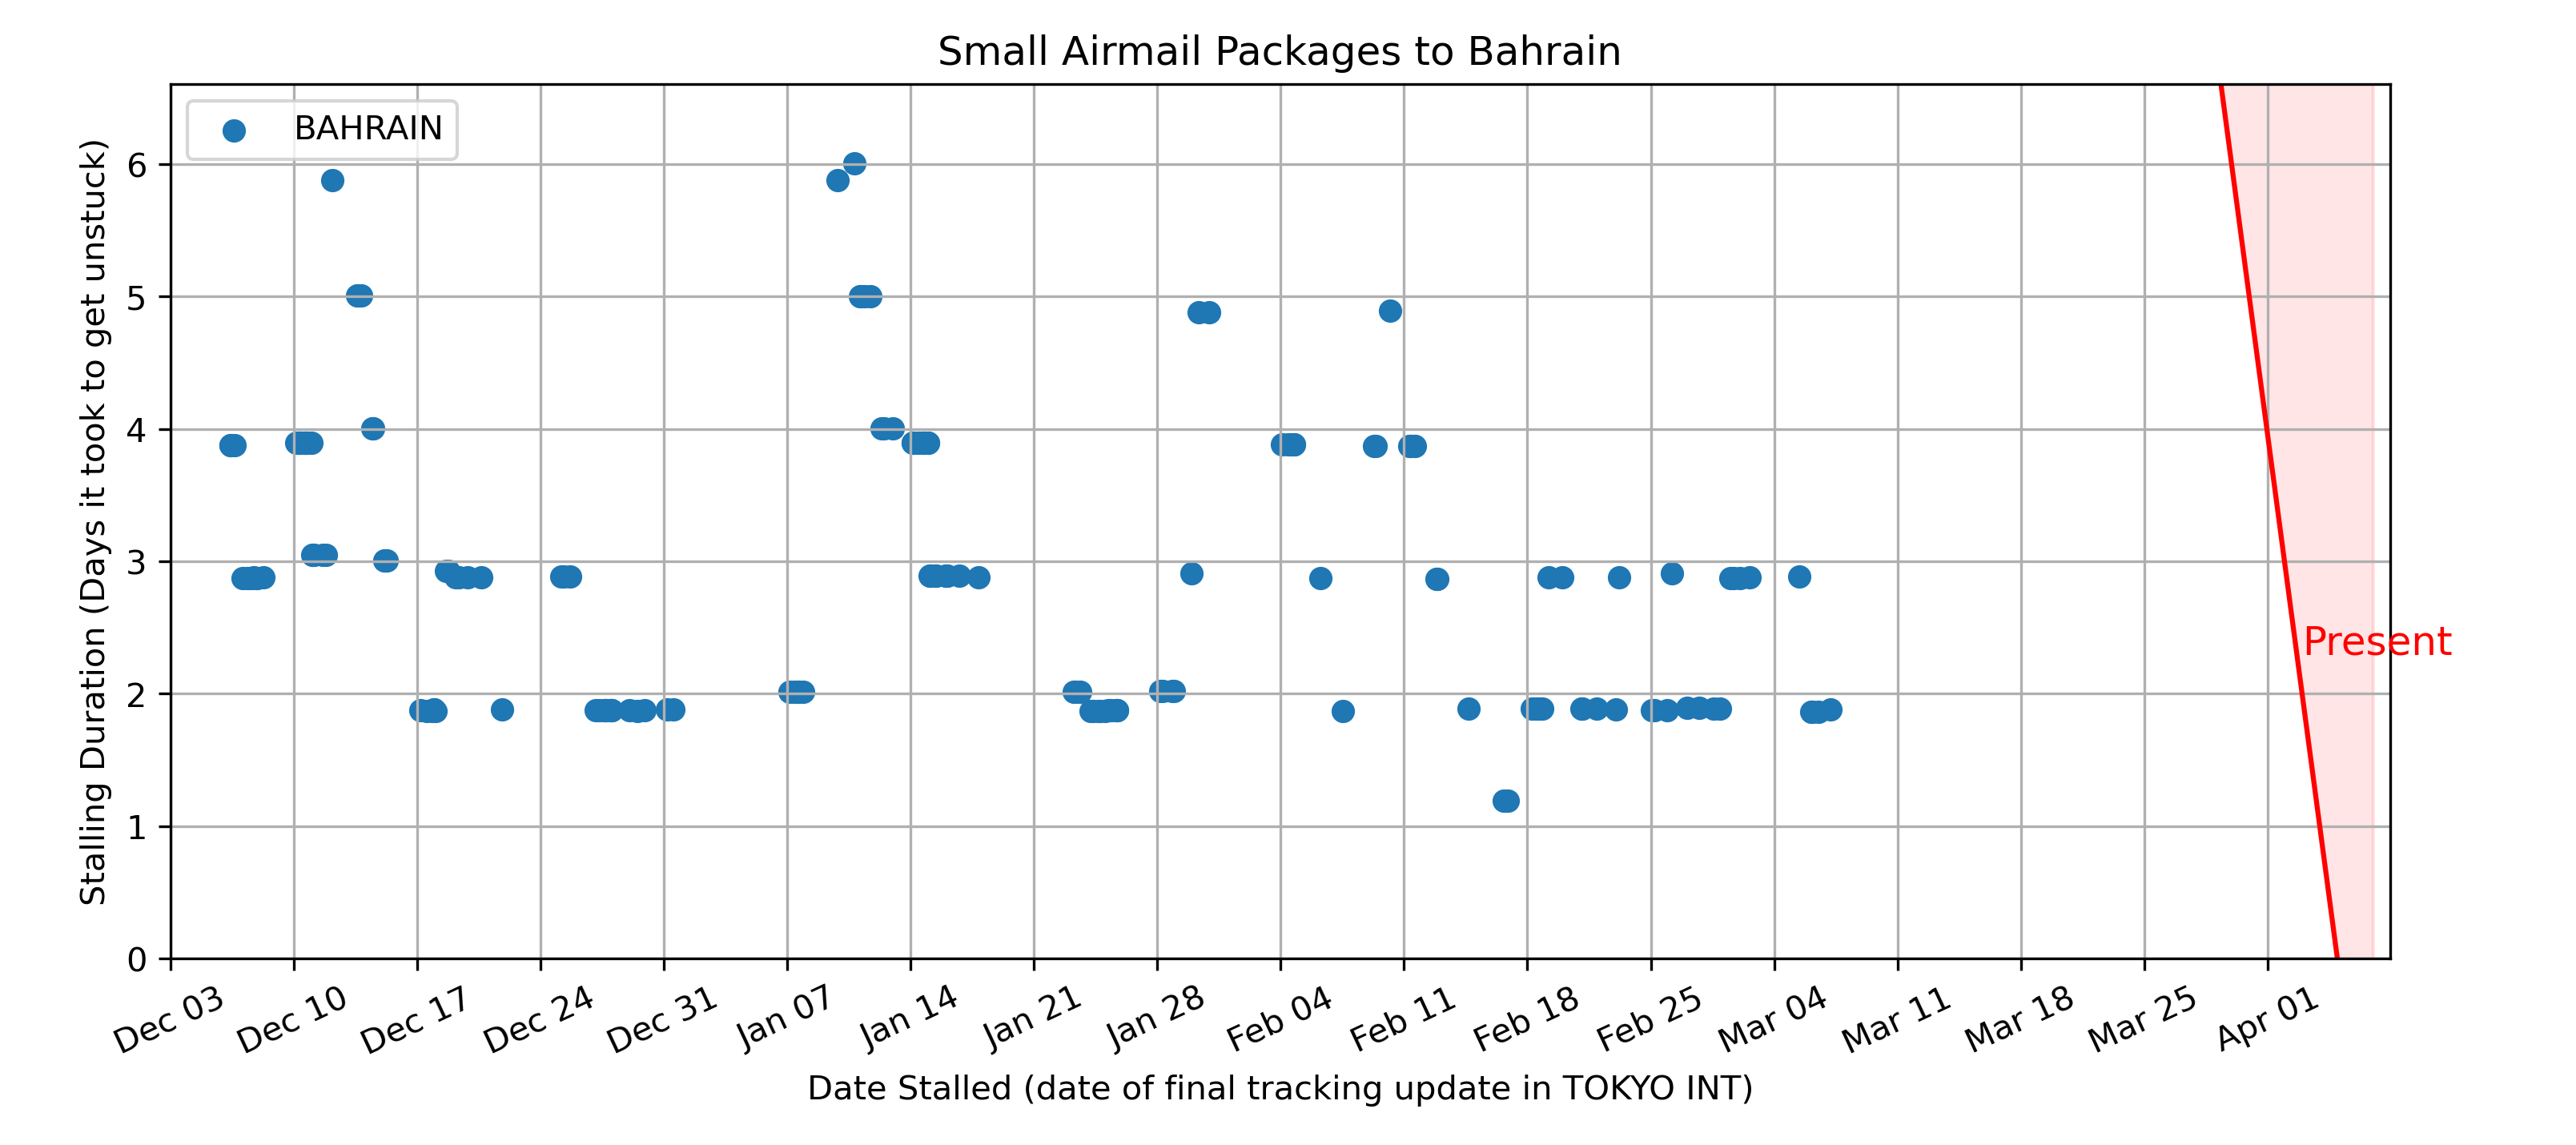 Small Airmail Packages to Bahrain
BAHRAIN
Stalling Duration (Days it took to get unstuck)
6
5
4
3
2
1
0
Present
Dec 03
Dec 10
Dec 17
Dec 24
Dec 31
Jan 07
Jan 14
Jan 21
Jan 28
Feb 04
Feb 11
Feb 18
Feb 25
Mar 04
Mar 11
Mar 18
Mar 25
Apr 01
Date Stalled (date of final tracking update in TOKYO INT)